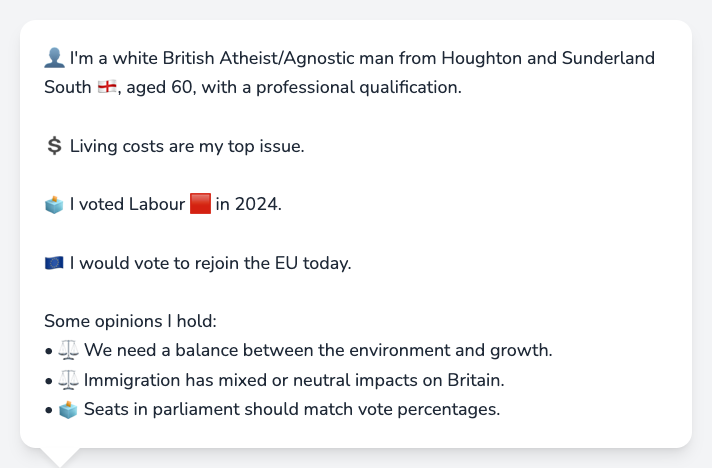 👤 I'm a white British Atheist/Agnostic man from Houghton and Sunderland
South 🏴󠁧󠁢󠁥󠁮󠁧󠁿, aged 60, with a professional qualification.
💲 Living costs are my top issue.
🗳️ I voted Labour 🟥 in 2024.
🇪🇺 I would vote to rejoin the EU today.
Some opinions I hold:
• ⚖️ We need a balance between the environment and growth.
• ⚖️ Immigration has mixed or neutral impacts on Britain.
• 🗳️ Seats in parliament should match vote percentages.